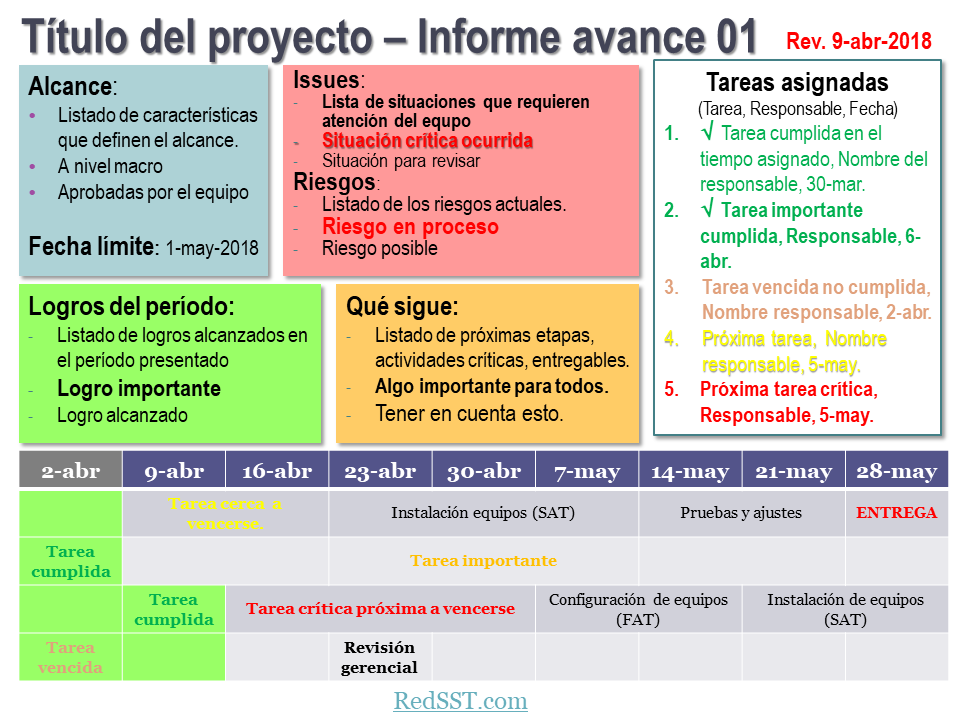 Título del proyecto – Informe avance 01
Rev. 9-abr-2018
Alcance:
• Listado de características
que definen el alcance.
• A nivel macro
• Aprobadas por el equipo
Fecha límite: 1-may-2018
Issues:
- Lista de situaciones que requieren
atención del equpo
- Situación crítica ocurrida
- Situación para revisar
Riesgos:
- Listado de los riesgos actuales.
- Riesgo en proceso
- Riesgo posible
Tareas asignadas
(Tarea, Responsable, Fecha)
1. √ Tarea cumplida en el
tiempo asignado, Nombre del
responsable, 30-mar.
2. √ Tarea importante
cumplida, Responsable, 6-
abr.
3. Tarea vencida no cumplida,
Nombre responsable, 2-abr.
4. Próxima tarea, Nombre
responsable, 5-may.
5. Próxima tarea crítica,
Responsable, 5-may.
Logros del período:
- Listado de logros alcanzados en
el período presentado
- Logro importante
- Logro alcanzado
Qué sigue:
- Listado de próximas etapas,
actividades críticas, entregables.
- Algo importante para todos.
- Tener en cuenta esto.
2-abr 9-abr 16-abr 23-abr 30-abr 7-may 14-may 21-may 28-may
Tarea cerca a
vencerse.
Instalación equipos (SAT)
Pruebas y ajustes
ENTREGA
Tarea
cumplida
Tarea importante
Tarea
cumplida
Tarea crítica próxima a vencerse
Configuración de equipos
(FAT)
Instalación de equipos
(SAT)
Tarea
vencida
Revisión
gerencial
RedSST.com